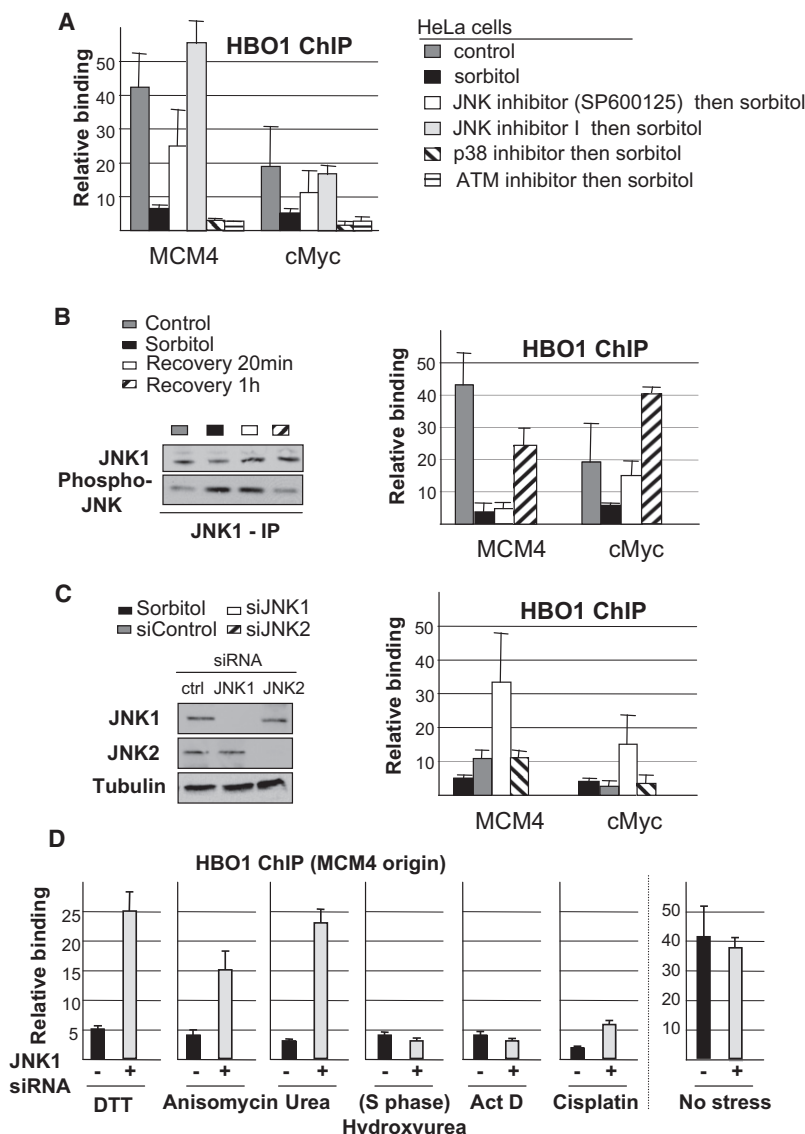 A
HBO1 ChIP
Relative binding
50
40
30
20
10
MCM4
cMyc
HeLa cells
control
sorbitol
JNK inhibitor (SP600125) then sorbitol
JNK inhibitor I then sorbitol
p38 inhibitor then sorbitol
ATM inhibitor then sorbitol
B
Control
Sorbitol
Recovery 20min
Recovery 1h
JNK1
Phospho-
JNK
JNK1 - IP
HBO1 ChIP
Relative binding
50
40
30
20
10
MCM4
cMyc
C
Sorbitol
siJNK1
siControl
siJNK2
siRNA
ctrl JNK1 JNK2
JNK1
JNK2
Tubulin
HBO1 ChIP
Relative binding
50
40
30
20
10
MCM4
cMyc
D
HBO1 ChIP (MCM4 origin)
Relative binding
25
20
15
10
5
50
40
30
20
10
JNK1
siRNA
- + - + - + - + - + - + - +
DTT Anisomycin Urea (S phase) Act D Cisplatin No stress
Hydroxyurea